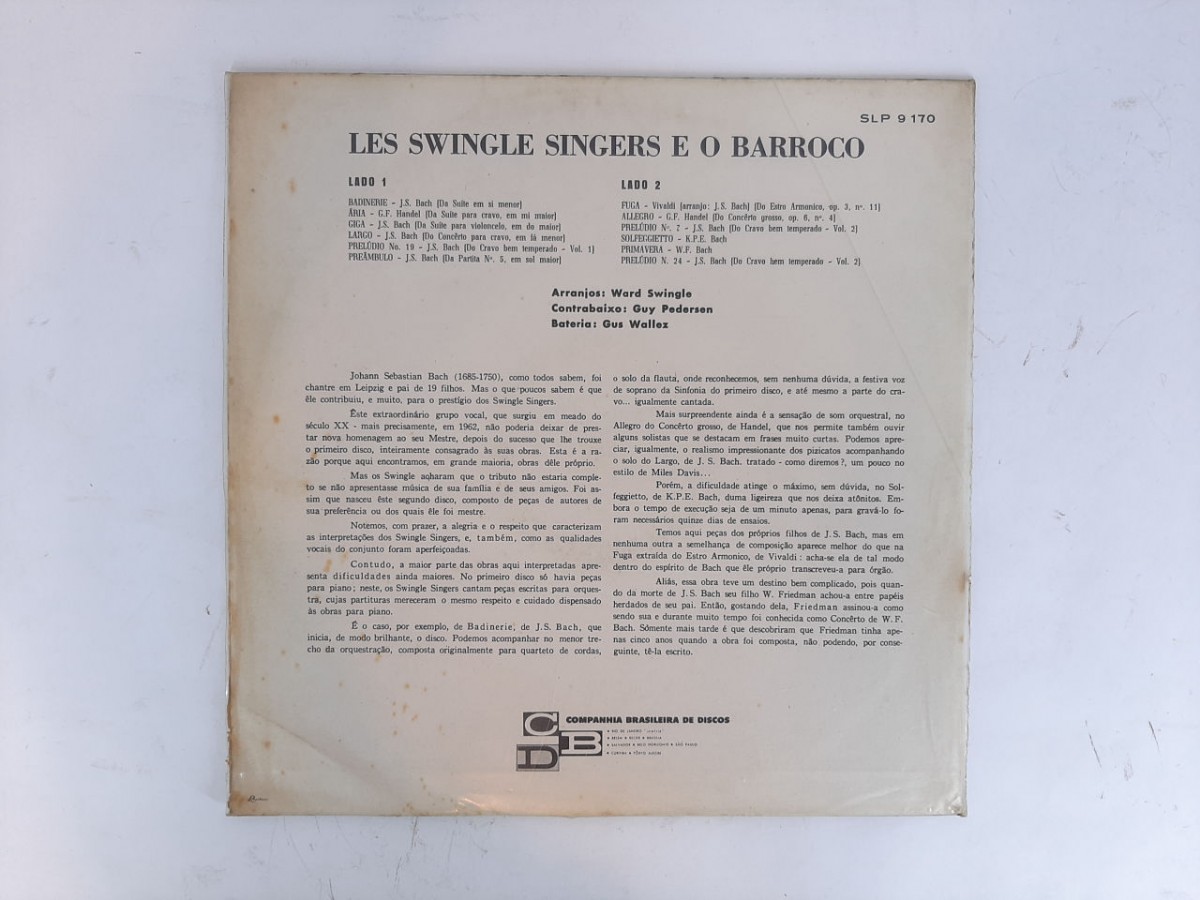 SLP 9170
LES SWINGLE SINGERS E O BARROCO
LADO 1
BADINERIE - J.S. Bach (Da Suite em si menor)
ÁRIA - G.F. Handel (Da Suite para cravo, em mi maior)
GIGA - J.S. Bach (Da Suite para violoncelo, em do maior)
LARGO - J.S. Bach (Do Concêrto para cravo, em lá menor)
PRELÚDIO No. 19 - J.S. Bach (Do Cravo bem temperado - Vol. 1)
PREÂMBULO - J.S. Bach (Da Partita Nº. 5, em sol maior)
LADO 2
FUGA - Vivaldi (arranjo: J.S. Bach) (Do Estro Armonico, op. 3, nº. 11)
ALLEGRO - G.F. Handel (Do Concêrto grosso, op. 6, nº. 4)
PRELÚDIO Nº. 7 - J.S. Bach (Do Cravo bem temperado - Vol. 2)
SOLFEGGIETTO - K.P.E. Bach
PRIMAVERA - W.F. Bach
PRELÚDIO N. 24 - J.S. Bach (Do Cravo bem temperado - Vol. 2)
Arranjos: Ward Swingle
Contrabaixo: Guy Pedersen
Bateria: Gus Wallez
Johann Sebastian Bach (1685-1750), como todos sabem, foi
chantre em Leipzig e pai de 19 filhos. Mas o que poucos sabem é que
êle contribuiu, e muito, para o prestígio dos Swingle Singers.
Êste extraordinário grupo vocal, que surgiu em meado do
século XX - mais precisamente, em 1962, não poderia deixar de pres-
tar nova homenagem ao seu Mestre, depois do sucesso que lhe trouxe
o primeiro disco, inteiramente consagrado às suas obras. Esta é a ra-
zão porque aqui encontramos, em grande maioria, obras dêle próprio.
Mas os Swingle acharam que o tributo não estaria comple-
to se não apresentasse música de sua família e de seus amigos. Foi as-
sim que nasceu êste segundo disco, composto de peças de autores de
sua preferência ou dos quais êle foi mestre.
Notemos, com prazer, a alegria e o respeito que caracterizam
as interpretações dos Swingle Singers, e, também, como as qualidades
vocais do conjunto foram aperfeiçoadas.
Contudo, a maior parte das obras aqui interpretadas apre-
senta dificuldades ainda maiores. No primeiro disco só havia peças
para piano; neste, os Swingle Singers cantam peças escritas para orques-
tra, cujas partituras mereceram o mesmo respeito e cuidado dispensado
às obras para piano.
É o caso, por exemplo, de Badinerie, de J.S. Bach, que
inicia, de modo brilhante, o disco. Podemos acompanhar no menor tre-
cho da orquestração, composta originalmente para quarteto de cordas,
o solo da flauta, onde reconhecemos, sem nenhuma dúvida, a festiva voz
de soprano da Sinfonia do primeiro disco, e até mesmo a parte do cra-
vo... igualmente cantada.
Mais surpreendente ainda é a sensação de som orquestral, no
Allegro do Concêrto grosso, de Handel, que nos permite também ouvir
alguns solistas que se destacam em frases muito curtas. Podemos apre-
ciar, igualmente, o realismo impressionante dos pizicatos acompanhando
o solo do Largo, de J. S. Bach. tratado - como diremos?, um pouco no
estilo de Miles Davis...
Porém, a dificuldade atinge o máximo, sem dúvida, no Sol-
feggietto, de K.P.E. Bach, duma ligeireza que nos deixa atônitos. Em-
bora o tempo de execução seja de um minuto apenas, para gravá-lo fo-
ram necessários quinze dias de ensaios.
Temos aqui peças dos próprios filhos de J.S. Bach, mas em
nenhuma outra a semelhança de composição aparece melhor do que na
Fuga extraída do Estro Armonico, de Vivaldi: acha-se ela de tal modo
dentro do espírito de Bach que êle próprio transcreveu-a para órgão.
Aliás, essa obra teve um destino bem complicado, pois quan-
do da morte de J.S. Bach seu filho W. Friedman achou-a entre papéis
herdados de seu pai. Então, gostando dela, Friedman assinou-a como
sendo sua e durante muito tempo foi conhecida como Concêrto de W. F.
Bach. Sòmente mais tarde é que descobriram que Friedman tinha ape-
nas cinco anos quando a obra foi composta, não podendo, por conse-
guinte, tê-la escrito.
CBD
COMPANHIA BRASILEIRA DE DISCOS